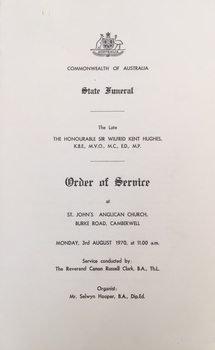 COMMONWEALTH OF AUSTRALIA
State Funeral
The Late
THE HONOURABLE SIR WILFRID KENT HUGHES,
K.B.E., M.V.O., M.C., E.D., M.P.
Order of Service
at
ST. JOHN'S ANGLICAN CHURCH,
BURKE ROAD, CAMBERWELL
MONDAY, 3rd AUGUST 1970, at 11.00 a.m.
Service conducted by:
The Reverend Canon Russell Clark, B.A., Th.L.
Organist:
Mr. Selwyn Hooper, B.A., Dip.Ed.